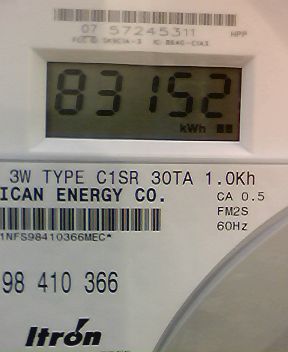 07 57245311
HPP
83152
kWh
3W TYPE C1SR 30TA 1.0Kh
ICAN ENERGY CO.
CA 0.5
FM2S
60Hz
1NFS98410366MEC*
98 410 366
Itron